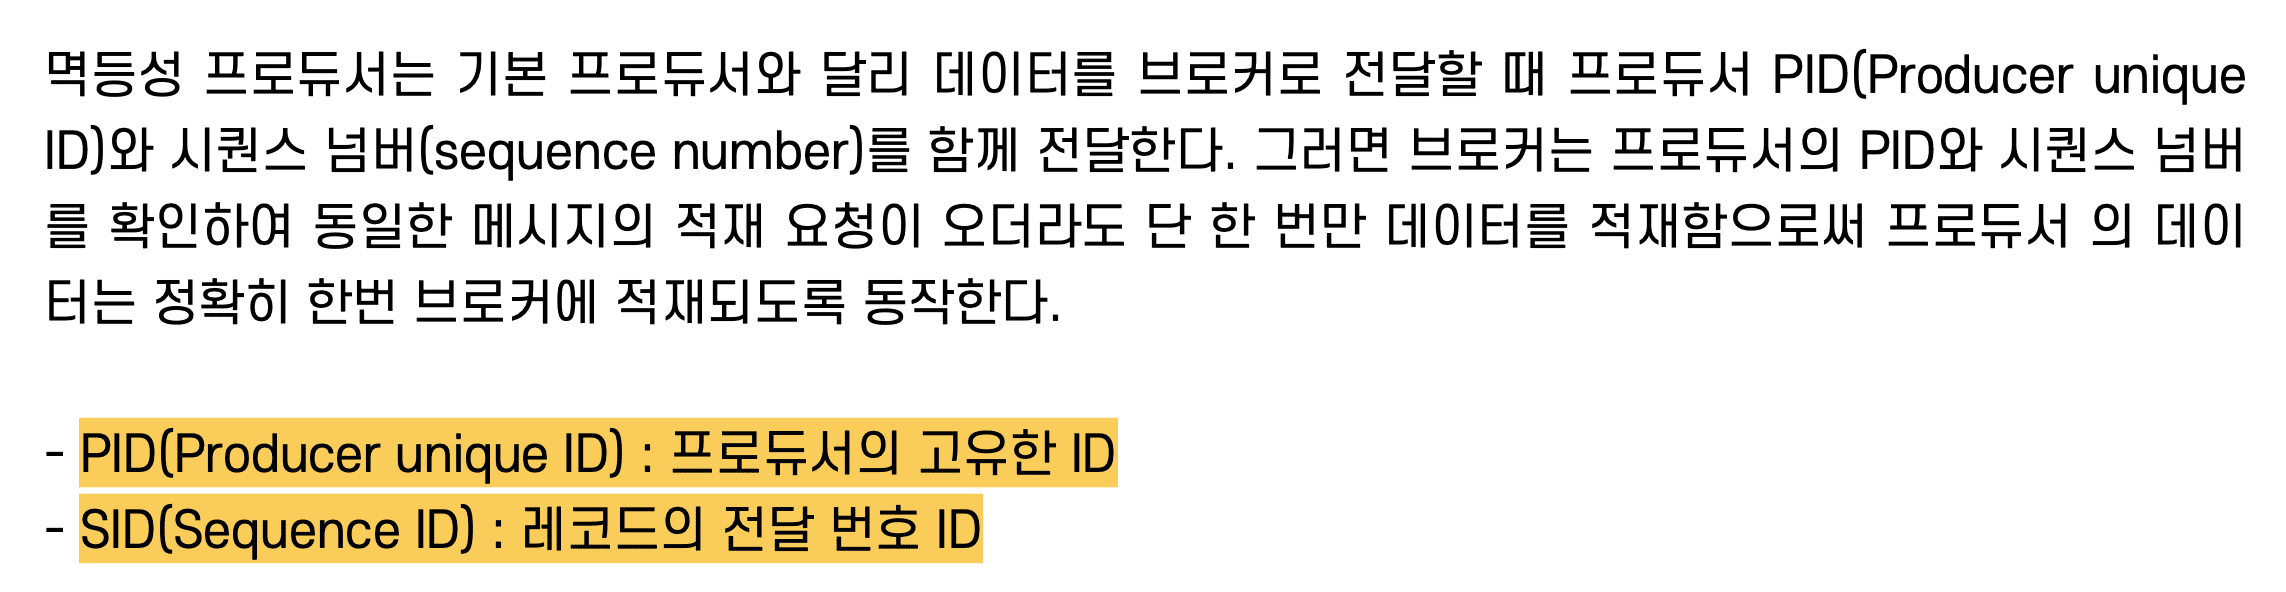 멱등성 프로듀서는 기본 프로듀서와 달리 데이터를 브로커로 전달할 때 프로듀서 PID(Producer unique
ID)와 시퀀스 넘버(sequence number)를 함께 전달한다. 그러면 브로커는 프로듀서의 PID와 시퀀스 넘버
를 확인하여 동일한 메시지의 적재 요청이 오더라도 단 한 번만 데이터를 적재함으로써 프로듀서 의 데이
터는 정확히 한번 브로커에 적재되도록 동작한다.
- PID(Producer unique ID) : 프로듀서의 고유한 ID
- SID(Sequence ID) : 레코드의 전달 번호 ID